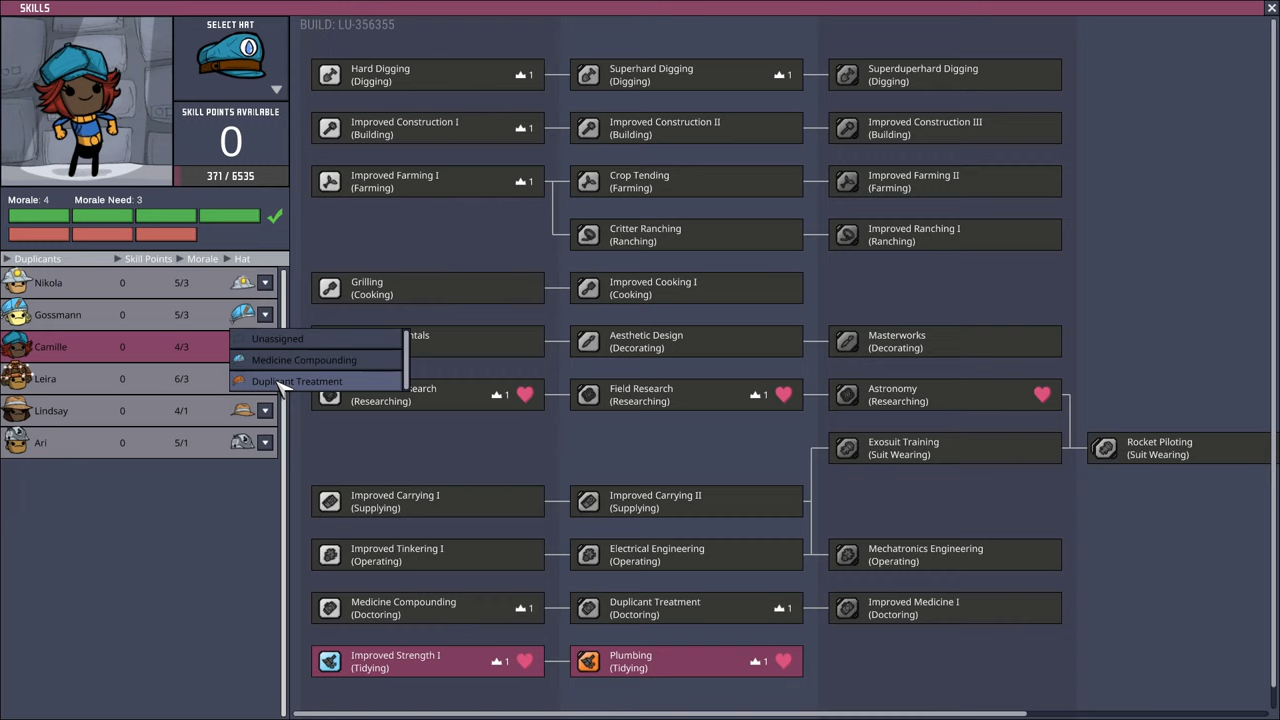 SKILLS
BUILD: LU-356355
SELECT HAT
SKILL POINTS AVAILABLE
0
371 / 6535
Morale: 4 Morale Need: 3
Duplicants Skill Points Morale Hat
Nikola 0 5/3
Gossmann 0 5/3
Camille 0 4/3
Leira 0 6/3
Lindsay 0 4/1
Ari 0 5/1
Unassigned
Medicine Compounding
Duplicant Treatment
Hard Digging
(Digging)
1
Superhard Digging
(Digging)
1
Superduperhard Digging
(Digging)
Improved Construction I
(Building)
1
Improved Construction II
(Building)
Improved Construction III
(Building)
Improved Farming I
(Farming)
1
Crop Tending
(Farming)
Improved Farming II
(Farming)
Critter Ranching
(Ranching)
Improved Ranching I
(Ranching)
Grilling
(Cooking)
Improved Cooking I
(Cooking)
ntals
Aesthetic Design
(Decorating)
Masterworks
(Decorating)
earch
(Researching)
1
Field Research
(Researching)
1
Astronomy
(Researching)
Exosuit Training
(Suit Wearing)
Rocket Piloting
(Suit Wearing)
Improved Carrying I
(Supplying)
Improved Carrying II
(Supplying)
Improved Tinkering I
(Operating)
Electrical Engineering
(Operating)
Mechatronics Engineering
(Operating)
Medicine Compounding
(Doctoring)
1
Duplicant Treatment
(Doctoring)
1
Improved Medicine I
(Doctoring)
Improved Strength I
(Tidying)
1
Plumbing
(Tidying)
1